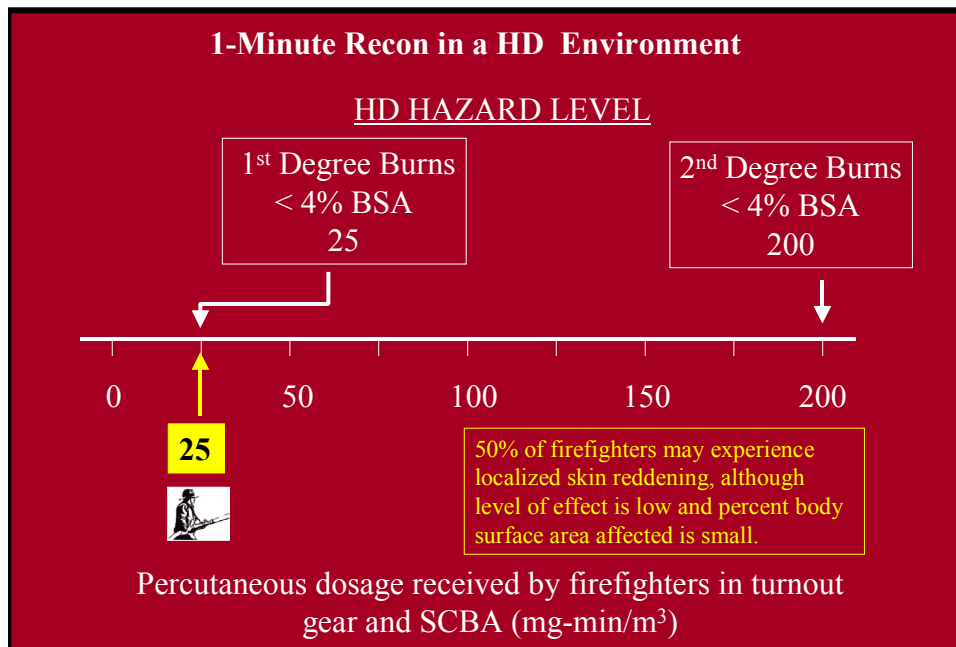 1-Minute Recon in a HD Environment
HD HAZARD LEVEL
1st Degree Burns
< 4% BSA
25
2nd Degree Burns
< 4% BSA
200
0 50 100 150 200
25
50% of firefighters may experience
localized skin reddening, although
level of effect is low and percent body
surface area affected is small.
Percutaneous dosage received by firefighters in turnout
gear and SCBA (mg-min/m³)